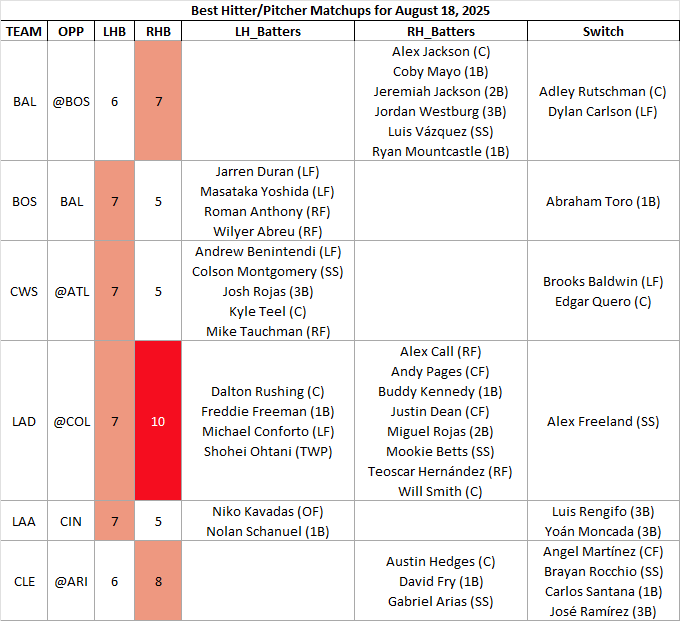 Best Hitter/Pitcher Matchups for August 18, 2025
TEAM OPP LHB RHB LH_Batters RH_Batters Switch
BAL @BOS 6 7
Alex Jackson (C)
Coby Mayo (1B)
Jeremiah Jackson (2B)
Jordan Westburg (3B)
Luis Vázquez (SS)
Ryan Mountcastle (1B)
Adley Rutschman (C)
Dylan Carlson (LF)
BOS BAL 7 5
Jarren Duran (LF)
Masataka Yoshida (LF)
Roman Anthony (RF)
Wilyer Abreu (RF)
Abraham Toro (1B)
CWS @ATL 7 5
Andrew Benintendi (LF)
Colson Montgomery (SS)
Josh Rojas (3B)
Kyle Teel (C)
Mike Tauchman (RF)
Brooks Baldwin (LF)
Edgar Quero (C)
LAD @COL 7 10
Dalton Rushing (C)
Freddie Freeman (1B)
Michael Conforto (LF)
Shohei Ohtani (TWP)
Alex Call (RF)
Andy Pages (CF)
Buddy Kennedy (1B)
Justin Dean (CF)
Miguel Rojas (2B)
Mookie Betts (SS)
Teoscar Hernández (RF)
Will Smith (C)
Alex Freeland (SS)
LAA CIN 7 5
Niko Kavadas (OF)
Nolan Schanuel (1B)
Luis Rengifo (3B)
Yoán Moncada (3B)
CLE @ARI 6 8
Austin Hedges (C)
David Fry (1B)
Gabriel Arias (SS)
Angel Martínez (CF)
Brayan Rocchio (SS)
Carlos Santana (1B)
José Ramírez (3B)